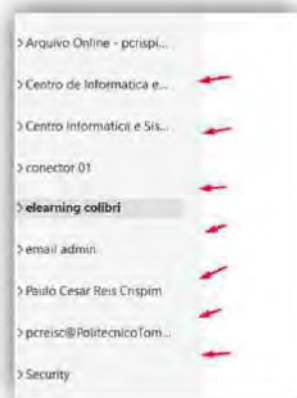 > Arquivo Online - pcrispi...
> Centro de Informatica e...
> Centro Informatica e Sis...
> conector 01
> elearning colibri
> email admin
> Paulo Cesar Reis Crispim
> pcreisc@PolitecnicoTom...
> Security